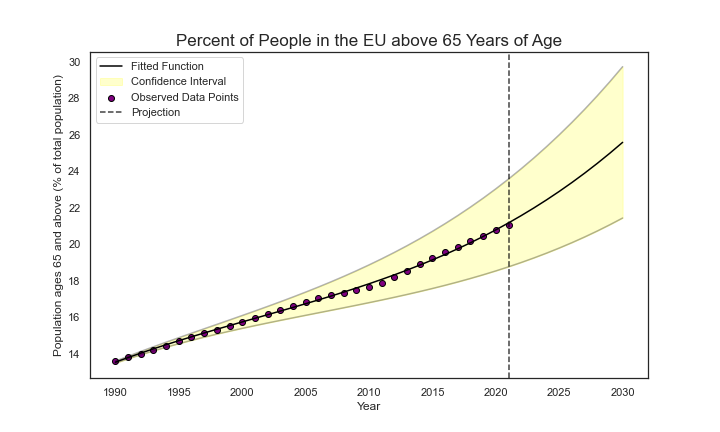 Percent of People in the EU above 65 Years of Age
Population ages 65 and above (% of total population)
30
28
26
24
22
20
18
16
14
Fitted Function
Confidence Interval
Observed Data Points
Projection
1990 1995 2000 2005 2010 2015 2020 2025 2030
Year